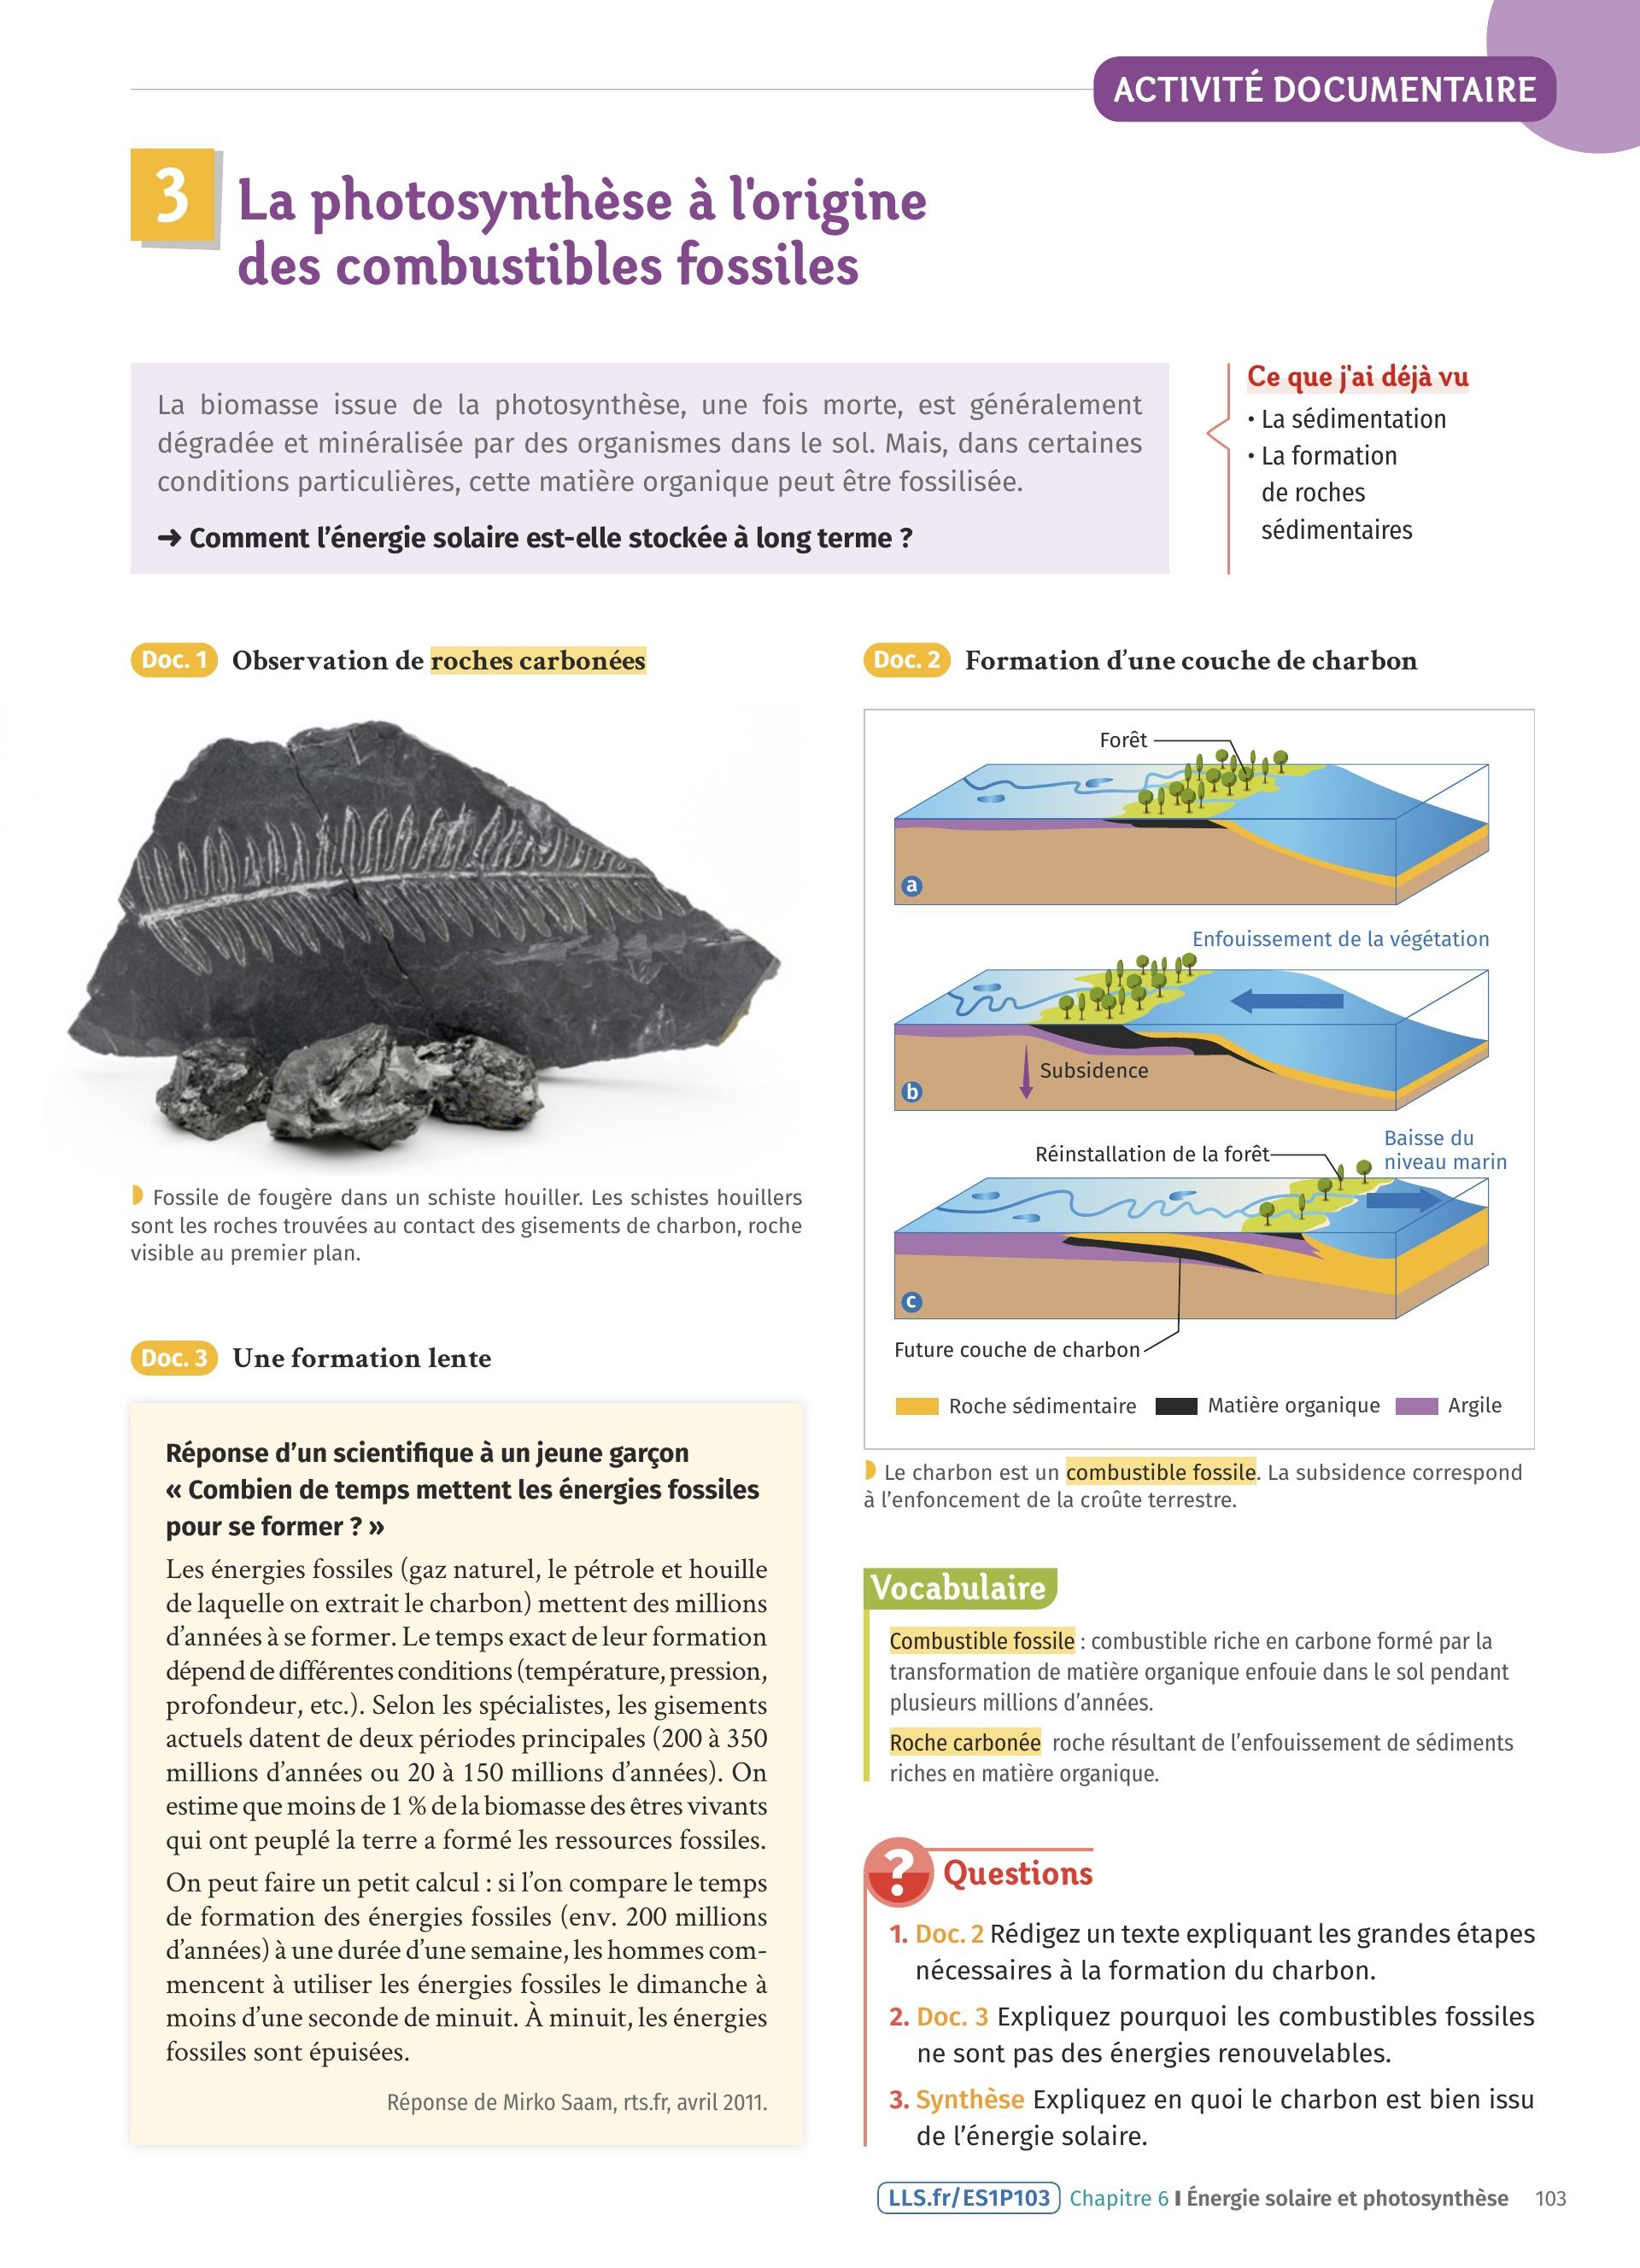 ACTIVITÉ DOCUMENTAIRE
3
La photosynthèse à l'origine
des combustibles fossiles
La biomasse issue de la photosynthèse, une fois morte, est généralement
dégradée et minéralisée par des organismes dans le sol. Mais, dans certaines
conditions particulières, cette matière organique peut être fossilisée.
➜ Comment l’énergie solaire est-elle stockée à long terme ?
Ce que j'ai déjà vu
• La sédimentation
• La formation
de roches
sédimentaires
Doc. 1 Observation de roches carbonées
Fossile de fougère dans un schiste houiller. Les schistes houillers
sont les roches trouvées au contact des gisements de charbon, roche
visible au premier plan.
Doc. 3 Une formation lente
Réponse d’un scientifique à un jeune garçon
« Combien de temps mettent les énergies fossiles
pour se former ? »
Les énergies fossiles (gaz naturel, le pétrole et houille
de laquelle on extrait le charbon) mettent des millions
d’années à se former. Le temps exact de leur formation
dépend de différentes conditions (température, pression,
profondeur, etc.). Selon les spécialistes, les gisements
actuels datent de deux périodes principales (200 à 350
millions d’années ou 20 à 150 millions d’années). On
estime que moins de 1 % de la biomasse des êtres vivants
qui ont peuplé la terre a formé les ressources fossiles.
On peut faire un petit calcul : si l’on compare le temps
de formation des énergies fossiles (env. 200 millions
d’années) à une durée d’une semaine, les hommes com-
mencent à utiliser les énergies fossiles le dimanche à
moins d’une seconde de minuit. À minuit, les énergies
fossiles sont épuisées.
Réponse de Mirko Saam, rts.fr, avril 2011.
Doc. 2 Formation d’une couche de charbon
Forêt
a
Enfouissement de la végétation
Subsidence
b
Réinstallation de la forêt
Baisse du
niveau marin
c
Future couche de charbon
Roche sédimentaire Matière organique Argile
Le charbon est un combustible fossile. La subsidence correspond
à l’enfoncement de la croûte terrestre.
Vocabulaire
Combustible fossile : combustible riche en carbone formé par la
transformation de matière organique enfouie dans le sol pendant
plusieurs millions d’années.
Roche carbonée roche résultant de l’enfouissement de sédiments
riches en matière organique.
? Questions
1. Doc. 2 Rédigez un texte expliquant les grandes étapes
nécessaires à la formation du charbon.
2. Doc. 3 Expliquez pourquoi les combustibles fossiles
ne sont pas des énergies renouvelables.
3. Synthèse Expliquez en quoi le charbon est bien issu
de l’énergie solaire.
LLS.fr/ES1P103 Chapitre 6 I Énergie solaire et photosynthèse 103